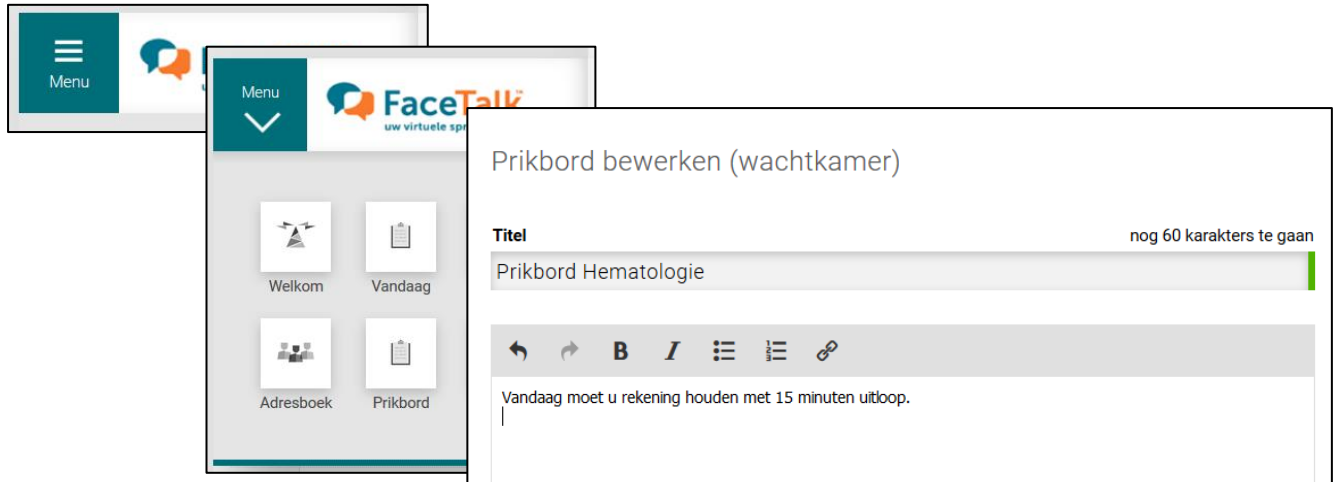 Menu
Menu
FaceTalk™
uw virtuele spr
Welkom
Vandaag
Adresboek
Prikbord
Prikbord bewerken (wachtkamer)
Titel
nog 60 karakters te gaan
Prikbord Hematologie
B I
Vandaag moet u rekening houden met 15 minuten uitloop.